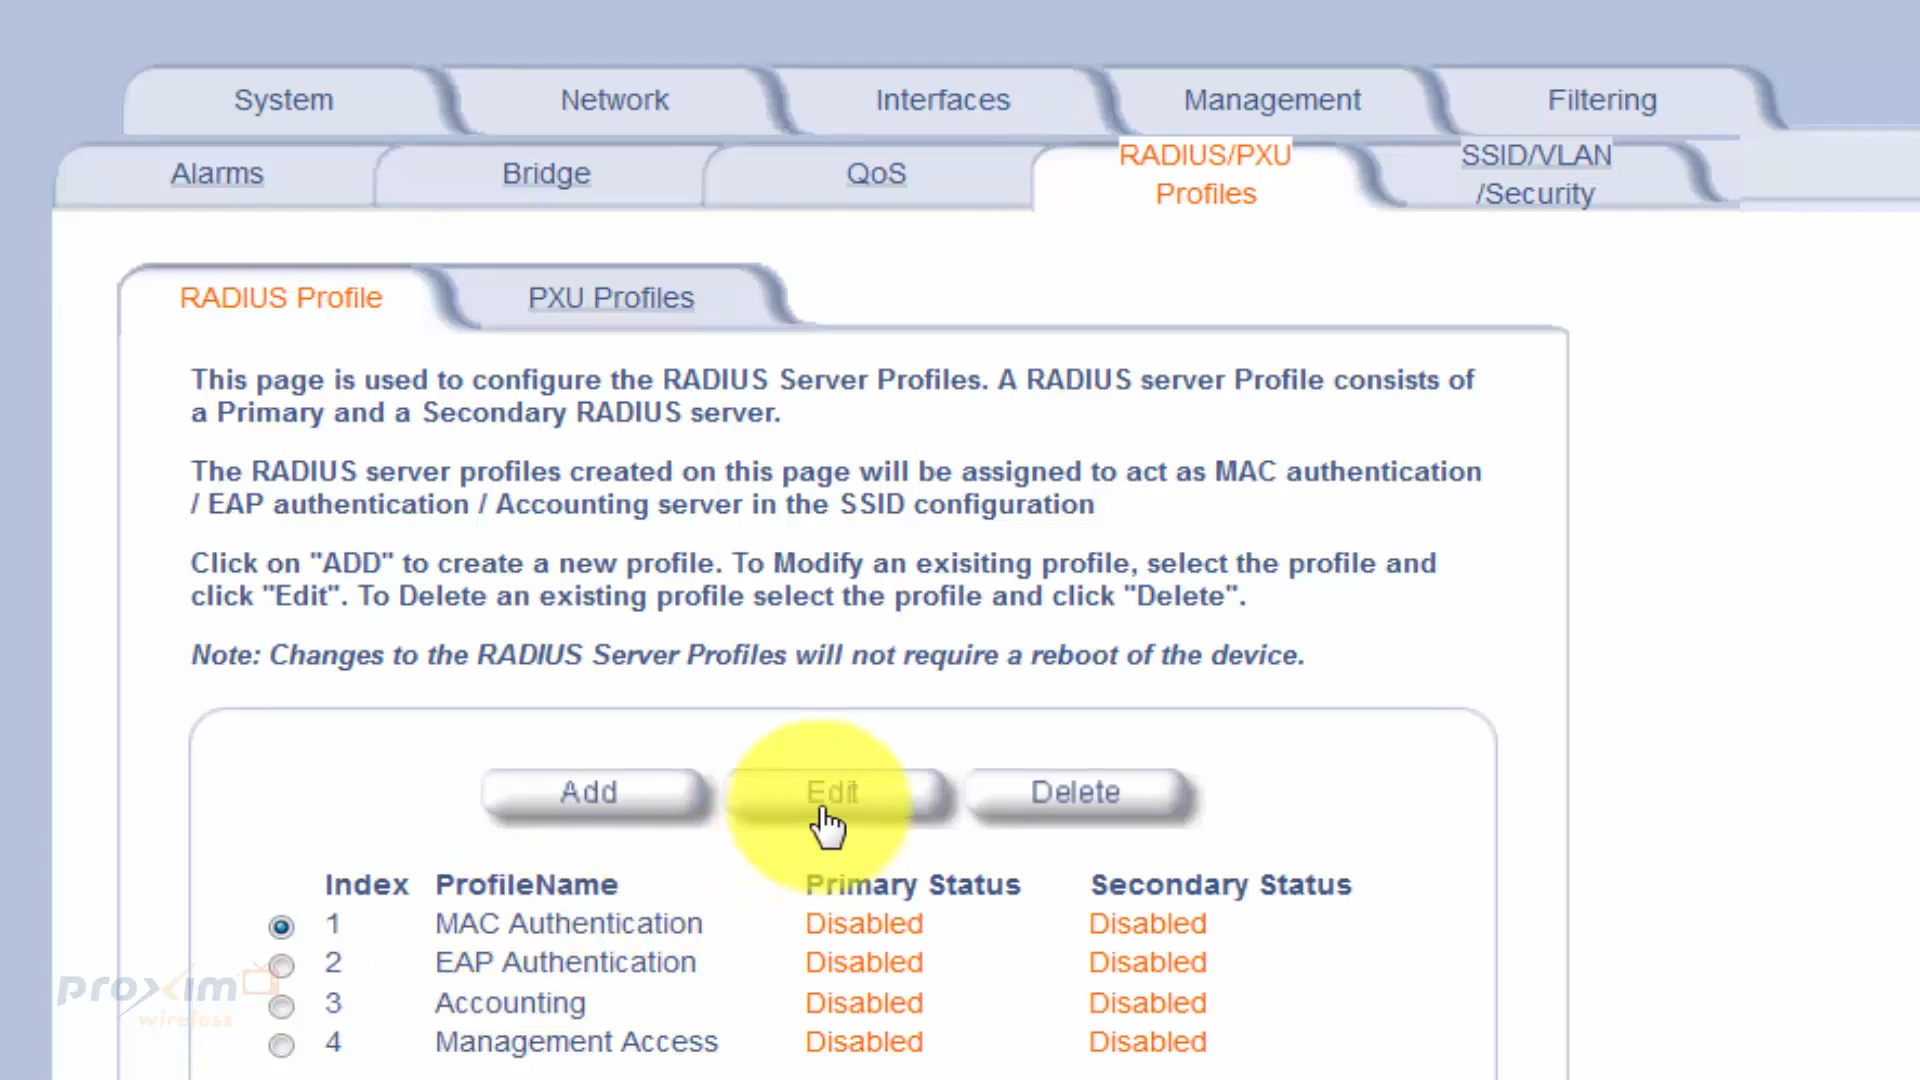 System Network Interfaces Management Filtering
Alarms Bridge QoS RADIUS/PXU Profiles SSID/VLAN /Security
RADIUS Profile PXU Profiles
This page is used to configure the RADIUS Server Profiles. A RADIUS server Profile consists of
a Primary and a Secondary RADIUS server.
The RADIUS server profiles created on this page will be assigned to act as MAC authentication
/ EAP authentication / Accounting server in the SSID configuration
Click on "ADD" to create a new profile. To Modify an exisiting profile, select the profile and
click "Edit". To Delete an existing profile select the profile and click "Delete".
Note: Changes to the RADIUS Server Profiles will not require a reboot of the device.
Add Edit Delete
Index ProfileName Primary Status Secondary Status
1 MAC Authentication Disabled Disabled
2 EAP Authentication Disabled Disabled
3 Accounting Disabled Disabled
4 Management Access Disabled Disabled
proxim
wireless